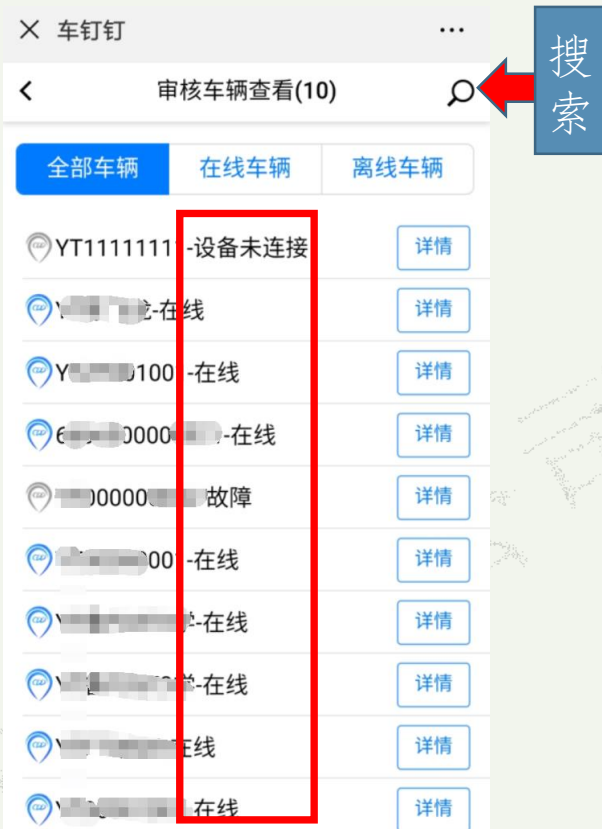 车钉钉
审核车辆查看(10)
搜索
全部车辆 在线车辆 离线车辆
YT11111111-设备未连接 详情
-在线 详情
Y 100 -在线 详情
6 0000 -在线 详情
00000 故障 详情
001-在线 详情
学-在线 详情
学-在线 详情
在线 详情
在线 详情